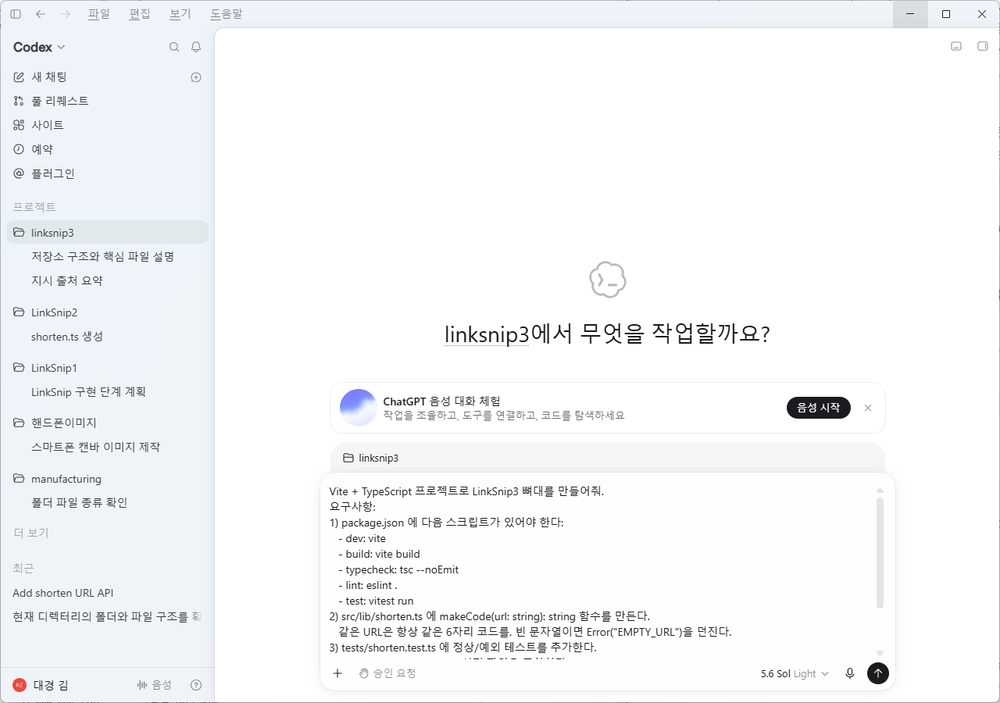 파일 편집 보기 도움말
Codex
새 채팅
풀 리퀘스트
사이트
예약
플러그인
프로젝트
linksnip3
저장소 구조와 핵심 파일 설명
지시 출처 요약
LinkSnip2
shorten.ts 생성
LinkSnip1
LinkSnip 구현 단계 계획
핸드폰이미지
스마트폰 캔바 이미지 제작
manufacturing
폴더 파일 종류 확인
더 보기
최근
Add shorten URL API
현재 디렉터리의 폴더와 파일 구조를
KZ 대경 김 음성
linksnip3에서 무엇을 작업할까요?
ChatGPT 음성 대화 체험
작업을 조율하고, 도구를 연결하고, 코드를 탐색하세요
음성 시작
linksnip3
Vite + TypeScript 프로젝트로 LinkSnip3 뼈대를 만들어줘.
요구사항:
1) package.json 에 다음 스크립트가 있어야 한다:
- dev: vite
- build: vite build
- typecheck: tsc --noEmit
- lint: eslint .
- test: vitest run
2) src/lib/shorten.ts 에 makeCode(url: string): string 함수를 만든다.
같은 URL은 항상 같은 6자리 코드를, 빈 문자열이면 Error("EMPTY_URL")을 던진다.
3) tests/shorten.test.ts 에 정상/예외 테스트를 추가한다.
승인 요청
5.6 Sol Light